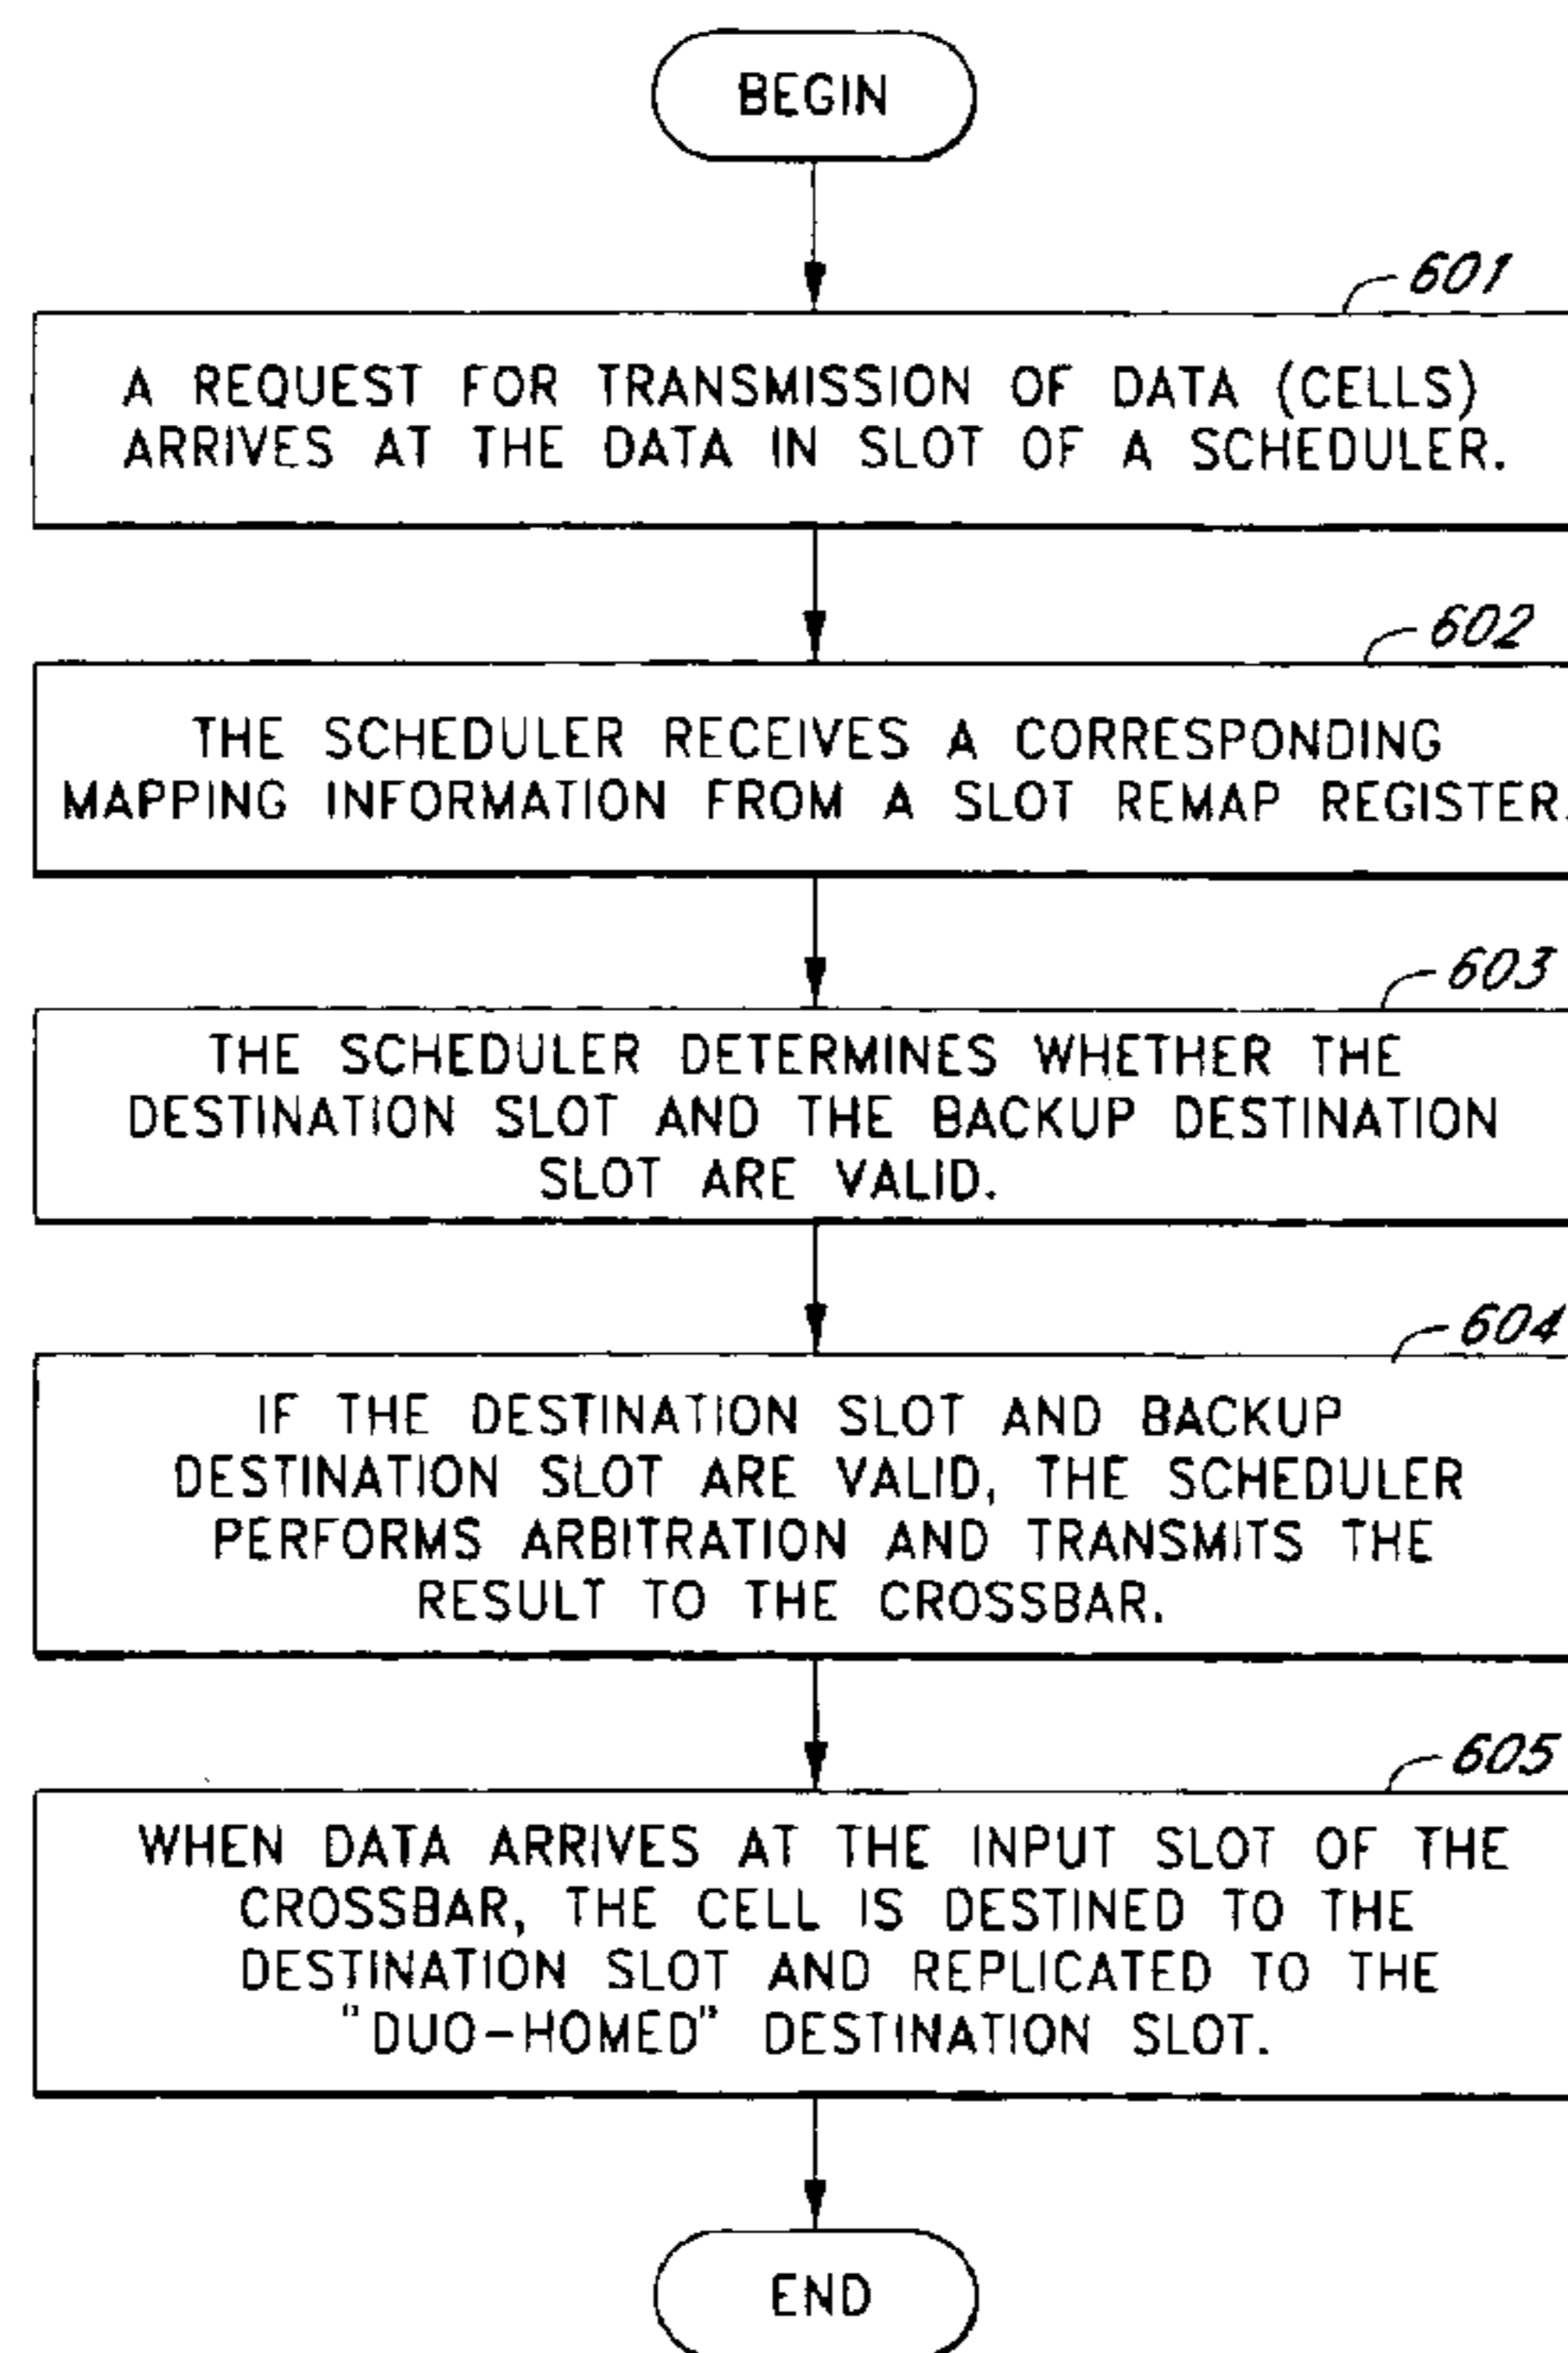 BEGIN
601
A REQUEST FOR TRANSMISSION OF DATA (CELLS)
ARRIVES AT THE DATA IN SLOT OF A SCHEDULER.
602
THE SCHEDULER RECEIVES A CORRESPONDING
MAPPING INFORMATION FROM A SLOT REMAP REGISTER.
603
THE SCHEDULER DETERMINES WHETHER THE
DESTINATION SLOT AND THE BACKUP DESTINATION
SLOT ARE VALID.
604
IF THE DESTINATION SLOT AND BACKUP
DESTINATION SLOT ARE VALID, THE SCHEDULER
PERFORMS ARBITRATION AND TRANSMITS THE
RESULT TO THE CROSSBAR.
605
WHEN DATA ARRIVES AT THE INPUT SLOT OF THE
CROSSBAR, THE CELL IS DESTINED TO THE
DESTINATION SLOT AND REPLICATED TO THE
"DUO-HOMED" DESTINATION SLOT.
END